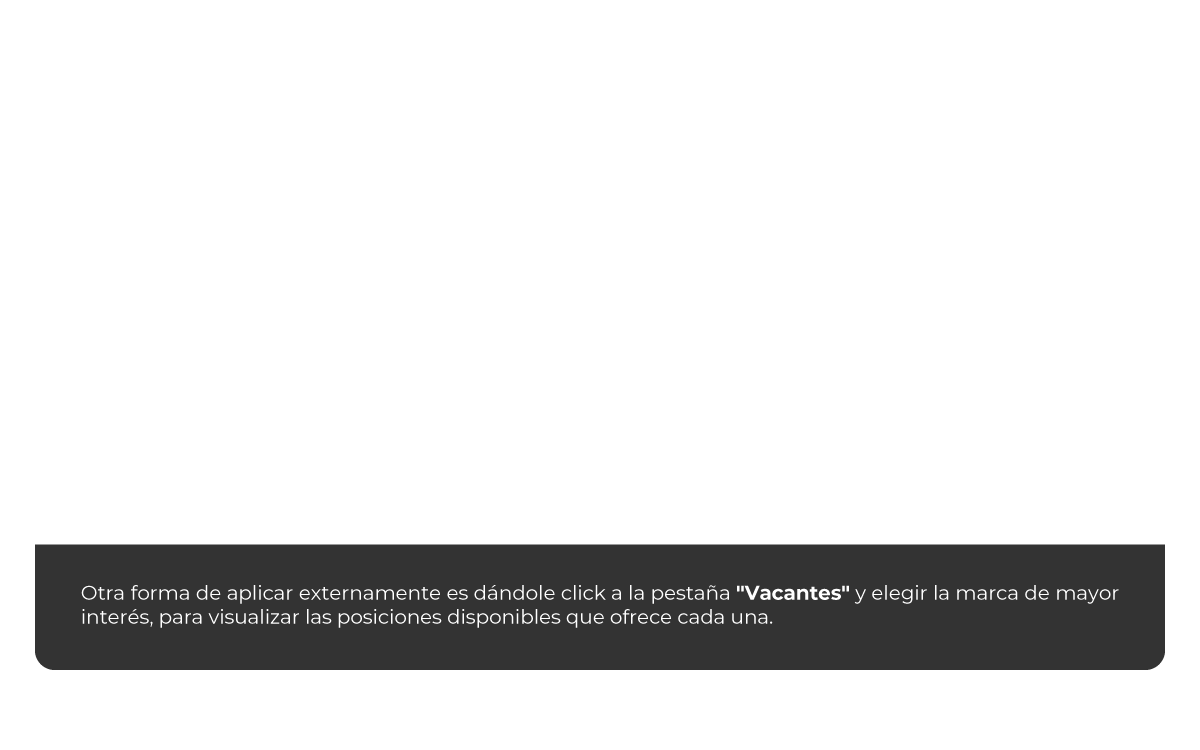 Otra forma de aplicar externamente es dándole click a la pestaña "Vacantes" y elegir la marca de mayor
interés, para visualizar las posiciones disponibles que ofrece cada una.